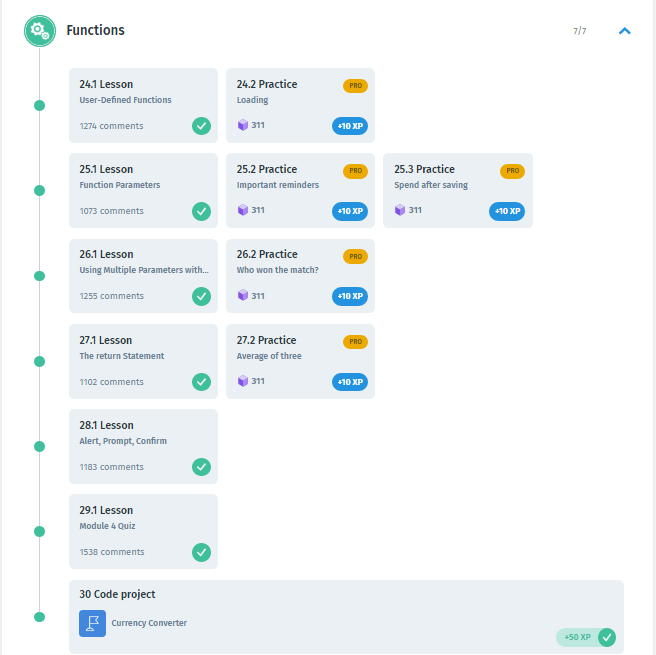 Functions
7/7
24.1 Lesson
User-Defined Functions
1274 comments
24.2 Practice
PRO
Loading
311
+10 XP
25.1 Lesson
Function Parameters
1073 comments
25.2 Practice
PRO
Important reminders
311
+10 XP
25.3 Practice
PRO
Spend after saving
311
+10 XP
26.1 Lesson
Using Multiple Parameters with...
1255 comments
26.2 Practice
PRO
Who won the match?
311
+10 XP
27.1 Lesson
The return Statement
1102 comments
27.2 Practice
PRO
Average of three
311
+10 XP
28.1 Lesson
Alert, Prompt, Confirm
1183 comments
29.1 Lesson
Module 4 Quiz
1538 comments
30 Code project
Currency Converter
+50 XP